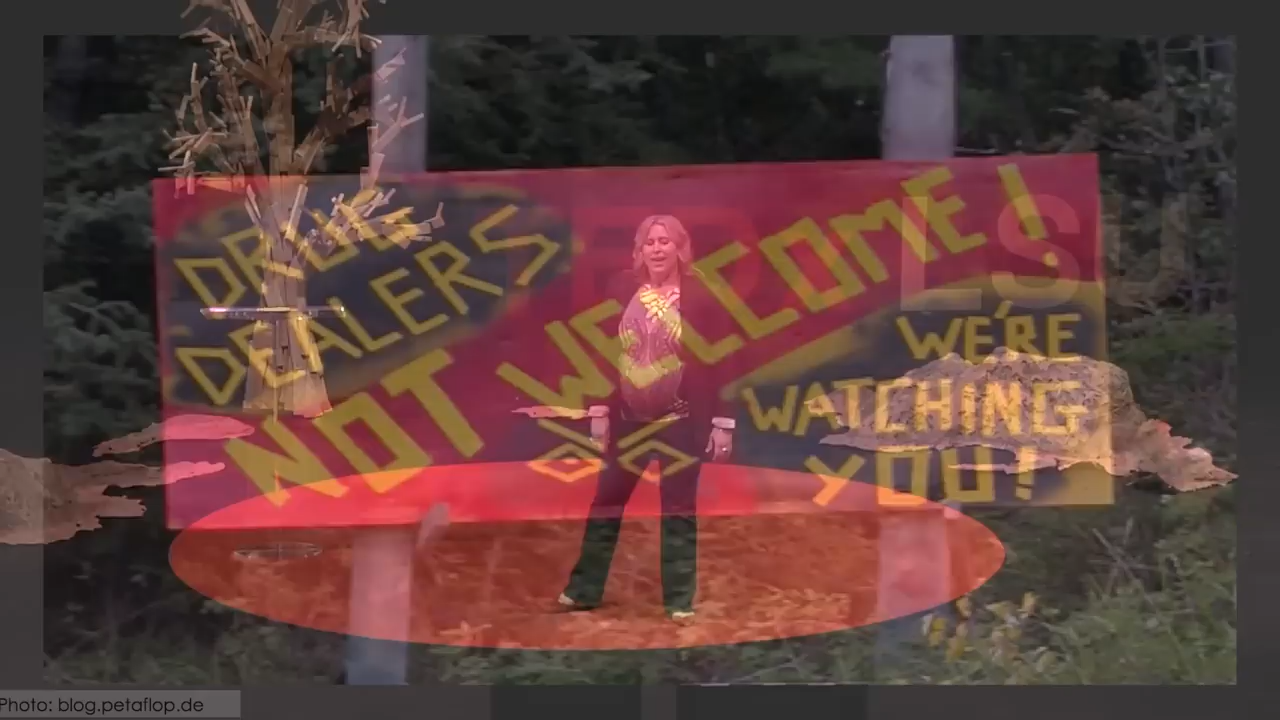 DRUG
DEALERS
NOT WELCOME!
WE'RE
WATCHING
YOU!
Photo: blog.petaflop.de